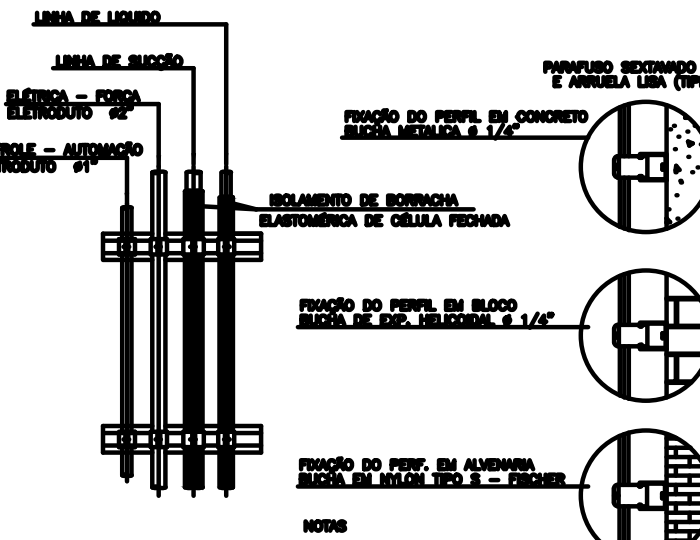 LINHA DE LIQUIDO
LINHA DE SUCÇÃO
ELÉTRICA - FORÇA
ELETRODUTO ø2"
ROLE - AUTOMAÇÃO
TRODUTO ø1"
ISOLAMENTO DE BORRACHA
ELASTOMÉRICA DE CÉLULA FECHADA
PARAFUSO SEXTAVADO
E ARRUELA LISA (TIP
FIXAÇÃO DO PERFIL EM CONCRETO
BUCHA METALICA ø 1/4"
FIXAÇÃO DO PERFIL EM BLOCO
BUCHA DE EXP. HELICOIDAL ø 1/4"
FIXAÇÃO DO PERF. EM ALVENARIA
BUCHA EM NYLON TIPO S - FISCHER
NOTAS